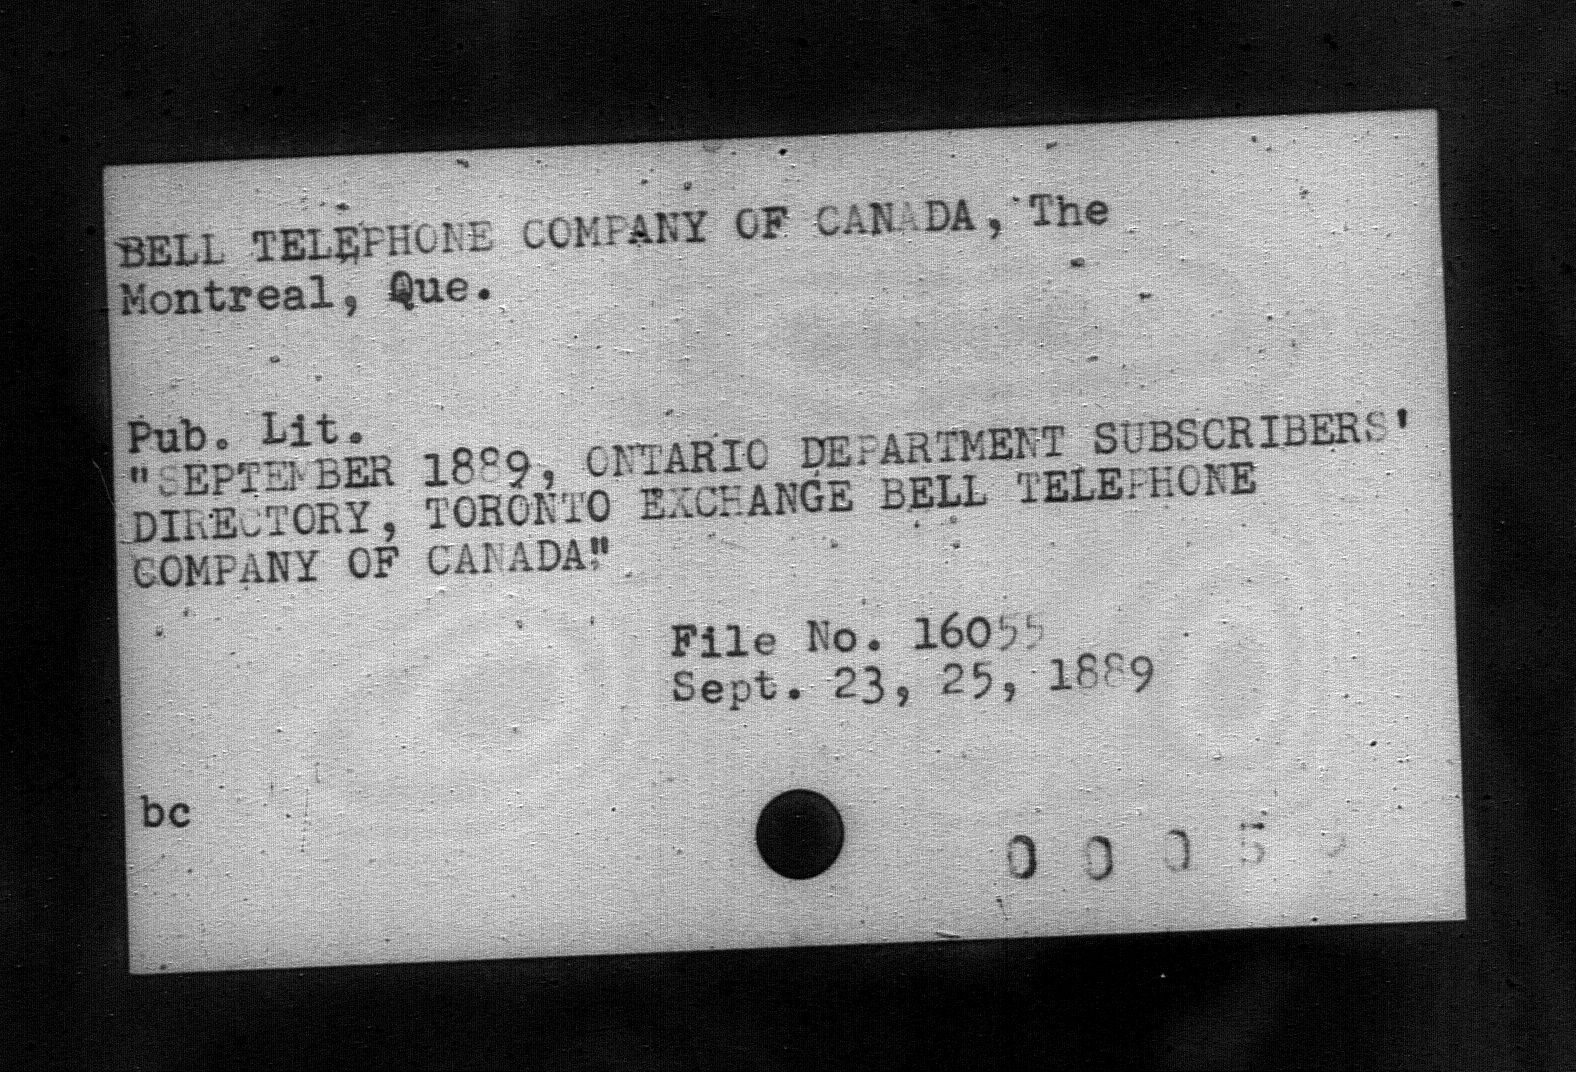 BELL TELEPHONE COMPANY OF CANADA, The
Montreal, Que.
Pub. Lit.
"SEPTEMBER 1889, ONTARIO DEPARTMENT SUBSCRIBERS'
DIRECTORY, TORONTO EXCHANGE BELL TELEPHONE
COMPANY OF CANADA."
File No. 16055
Sept. 23, 25, 1889
bc